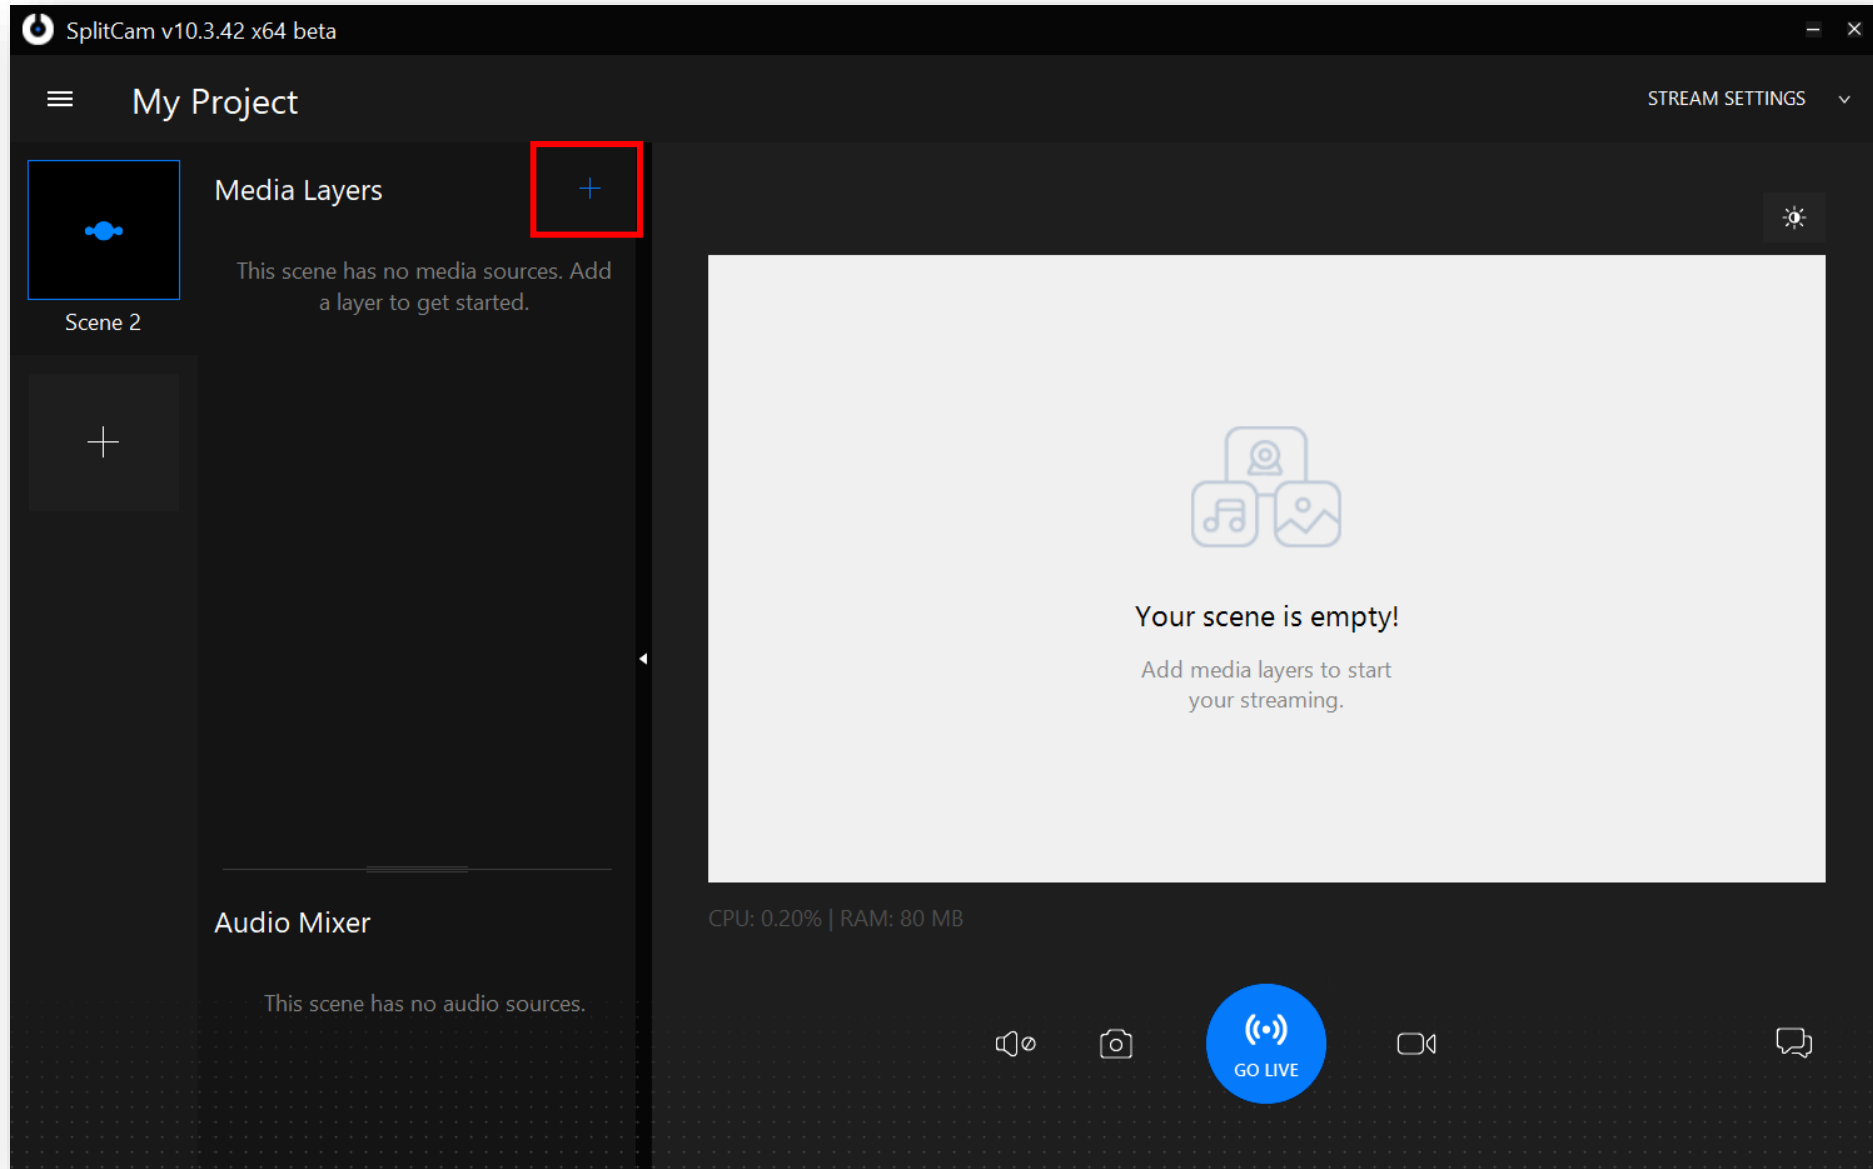 SplitCam v10.3.42 x64 beta
My Project
STREAM SETTINGS
Media Layers
This scene has no media sources. Add
a layer to get started.
Scene 2
Your scene is empty!
Add media layers to start
your streaming.
Audio Mixer
This scene has no audio sources.
CPU: 0.20% | RAM: 80 MB
GO LIVE